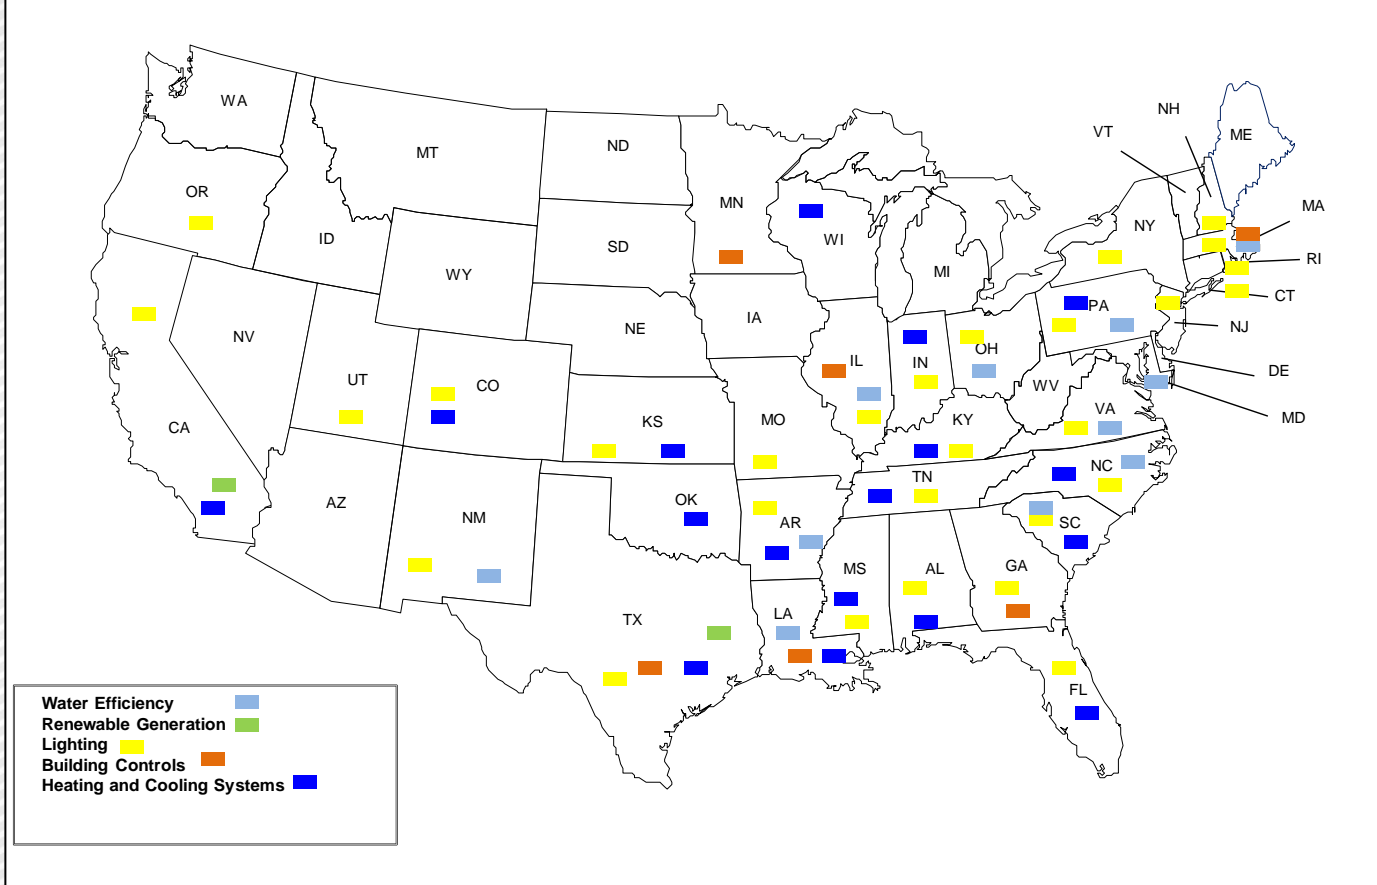 NH
ME
WA
VT
MT
ND
OR
MN
MA
NY
ID
WI
SD
RI
WY
MI
CT
PA
IA
NJ
NV
NE
OH
IL
IN
DE
UT
CO
WV
VA
MD
KS
MO
KY
CA
NC
TN
AZ
OK
NM
AR
SC
MS
AL
GA
TX
LA
FL
Water Efficiency
Renewable Generation
Lighting
Building Controls
Heating and Cooling Systems